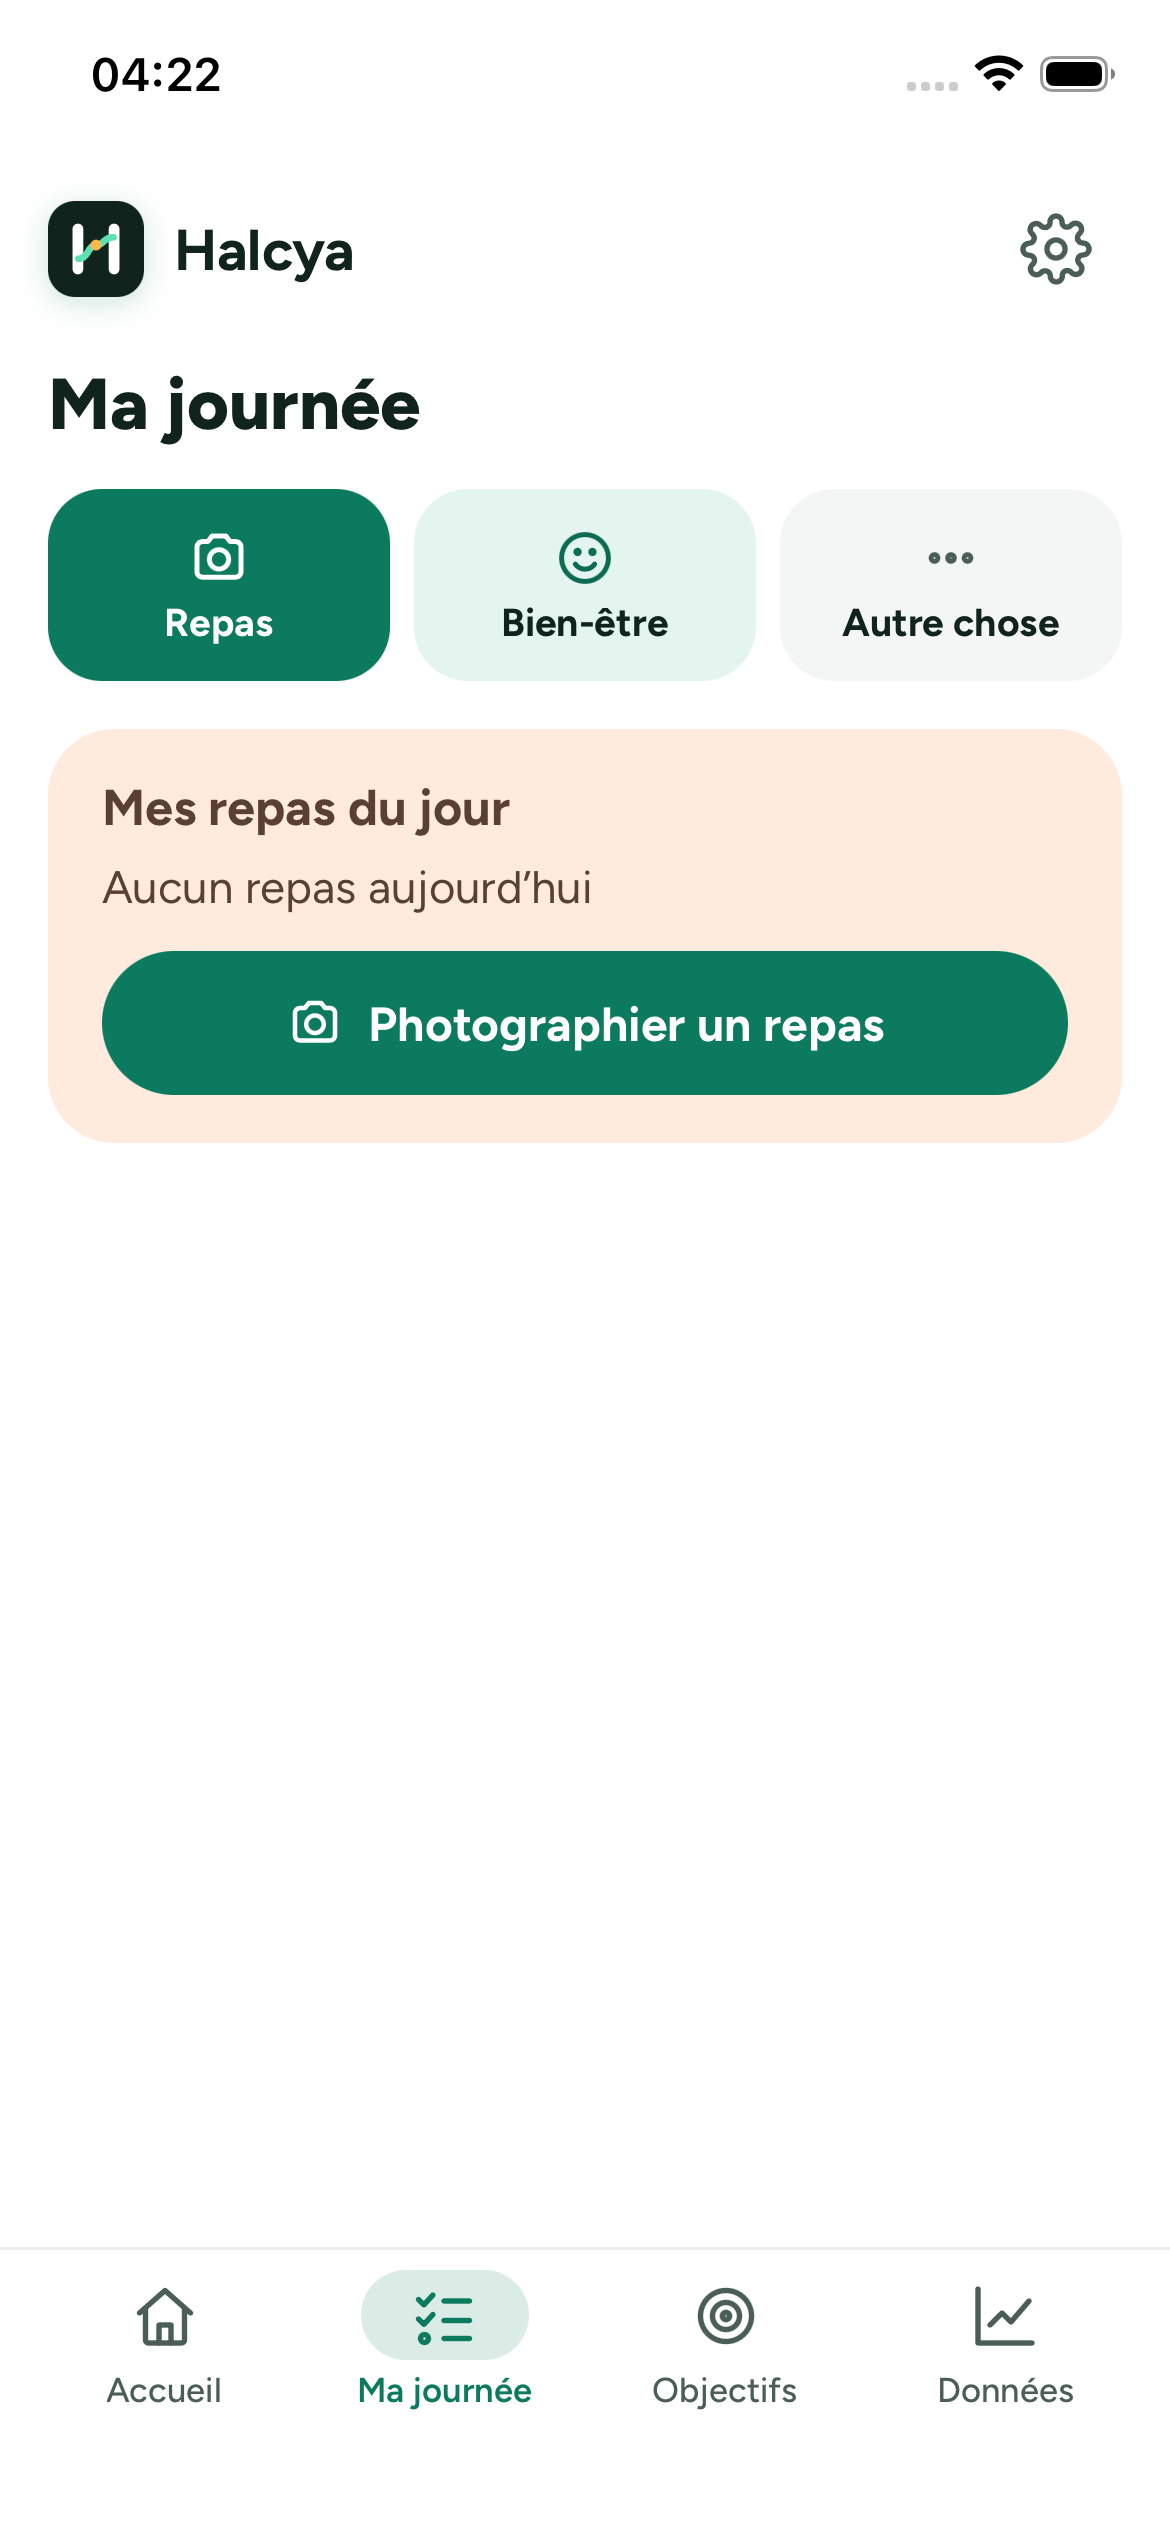 04:22
Halcya
Ma journée
Repas
Bien-être
Autre chose
Mes repas du jour
Aucun repas aujourd’hui
Photographier un repas
Accueil
Ma journée
Objectifs
Données